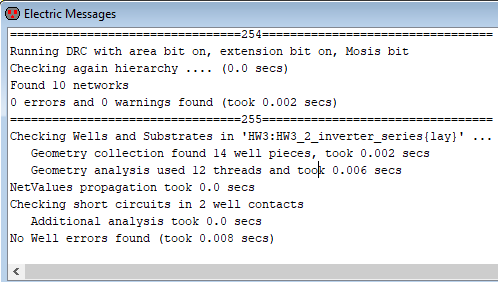 Electric Messages
=================================254=================================
Running DRC with area bit on, extension bit on, Mosis bit
Checking again hierarchy .... (0.0 secs)
Found 10 networks
0 errors and 0 warnings found (took 0.002 secs)
=================================255=================================
Checking Wells and Substrates in 'HW3:HW3_2_inverter_series{lay}' ...
Geometry collection found 14 well pieces, took 0.002 secs
Geometry analysis used 12 threads and took 0.006 secs
NetValues propagation took 0.0 secs
Checking short circuits in 2 well contacts
Additional analysis took 0.0 secs
No Well errors found (took 0.008 secs)